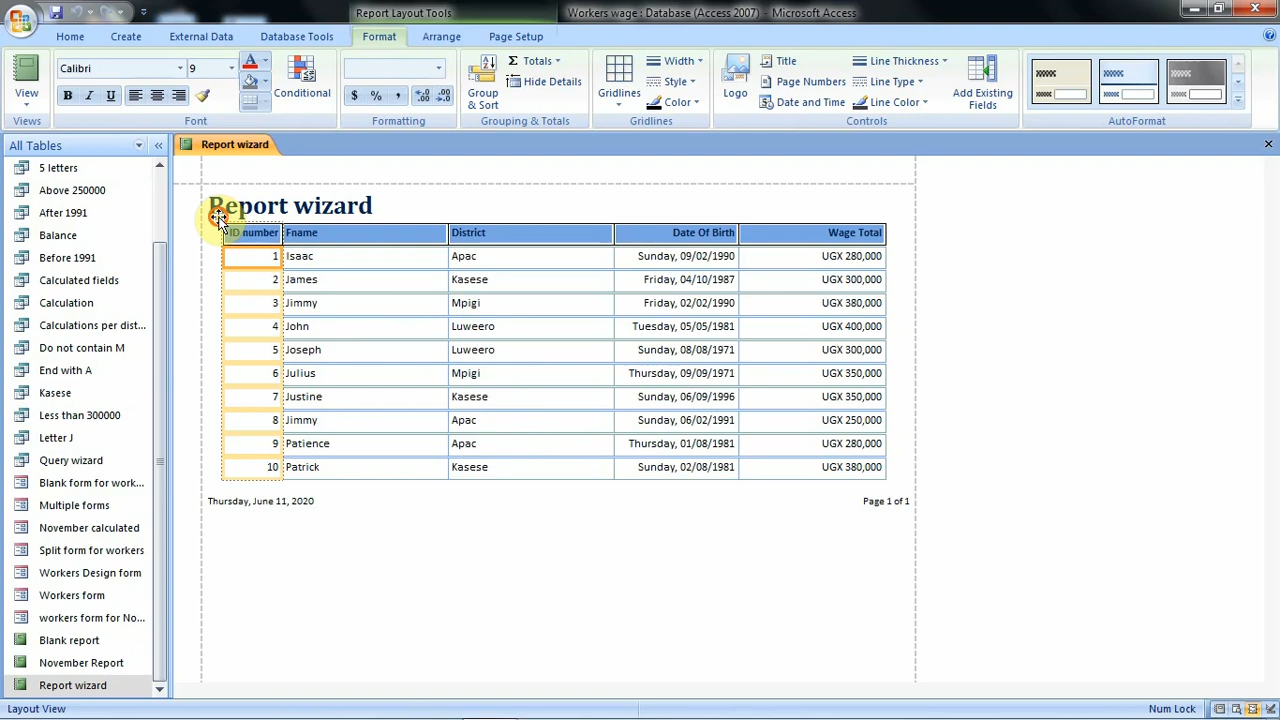 Report Layout Tools
Workers wage : Database (Access 2007) - Microsoft Access
Home Create External Data Database Tools Format Arrange Page Setup
Calibri 9 Totals Width Title Line Thickness
View Conditional Group & Sort Hide Details Gridlines Style Logo Page Numbers Line Type Add Existing Fields
B I U $ % , .0 .00 .00 .0 Color Date and Time Line Color
Views Font Formatting Grouping & Totals Gridlines Controls AutoFormat
All Tables «
Report wizard
5 letters
Above 250000
After 1991
Balance
Before 1991
Calculated fields
Calculation
Calculations per dist...
Do not contain M
End with A
Kasese
Less than 300000
Letter J
Query wizard
Blank form for work...
Multiple forms
November calculated
Split form for workers
Workers Design form
Workers form
workers form for No...
Blank report
November Report
Report wizard
Report wizard
ID number Fname District Date Of Birth Wage Total
1 Isaac Apac Sunday, 09/02/1990 UGX 280,000
2 James Kasese Friday, 04/10/1987 UGX 300,000
3 Jimmy Mpigi Friday, 02/02/1990 UGX 380,000
4 John Luweero Tuesday, 05/05/1981 UGX 400,000
5 Joseph Luweero Sunday, 08/08/1971 UGX 300,000
6 Julius Mpigi Thursday, 09/09/1971 UGX 350,000
7 Justine Kasese Sunday, 06/09/1996 UGX 350,000
8 Jimmy Apac Sunday, 06/02/1991 UGX 250,000
9 Patience Apac Thursday, 01/08/1981 UGX 280,000
10 Patrick Kasese Sunday, 02/08/1981 UGX 380,000
Thursday, June 11, 2020 Page 1 of 1
Layout View Num Lock